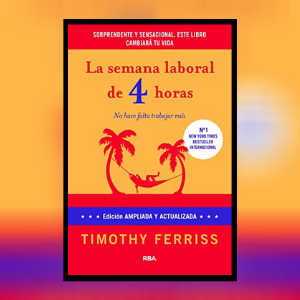 SORPRENDENTE Y SENSACIONAL, ESTE LIBRO
CAMBIARÁ TU VIDA
La semana laboral
de 4 horas
No hace falta trabajar más
Nº1
NEW YORK TIMES
BESTSELLER
INTERNACIONAL
Edición AMPLIADA Y ACTUALIZADA
TIMOTHY FERRISS
RBA